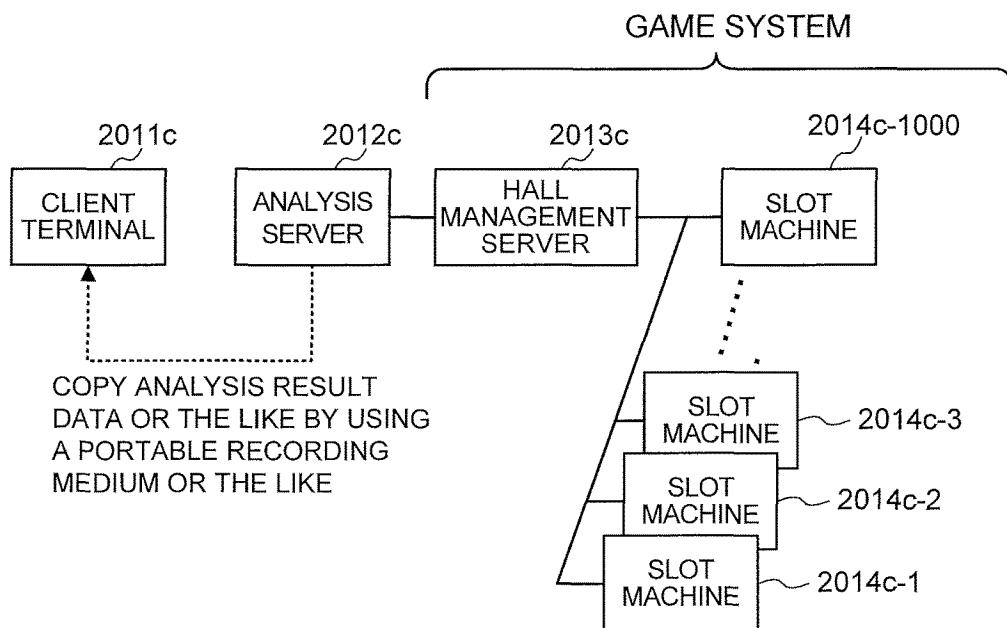 GAME SYSTEM
2011c
2012c
2013c
2014c-1000
CLIENT
TERMINAL
ANALYSIS
SERVER
HALL
MANAGEMENT
SERVER
SLOT
MACHINE
COPY ANALYSIS RESULT
DATA OR THE LIKE BY USING
A PORTABLE RECORDING
MEDIUM OR THE LIKE
SLOT
MACHINE
2014c-3
SLOT
MACHINE
2014c-2
SLOT
MACHINE
2014c-1